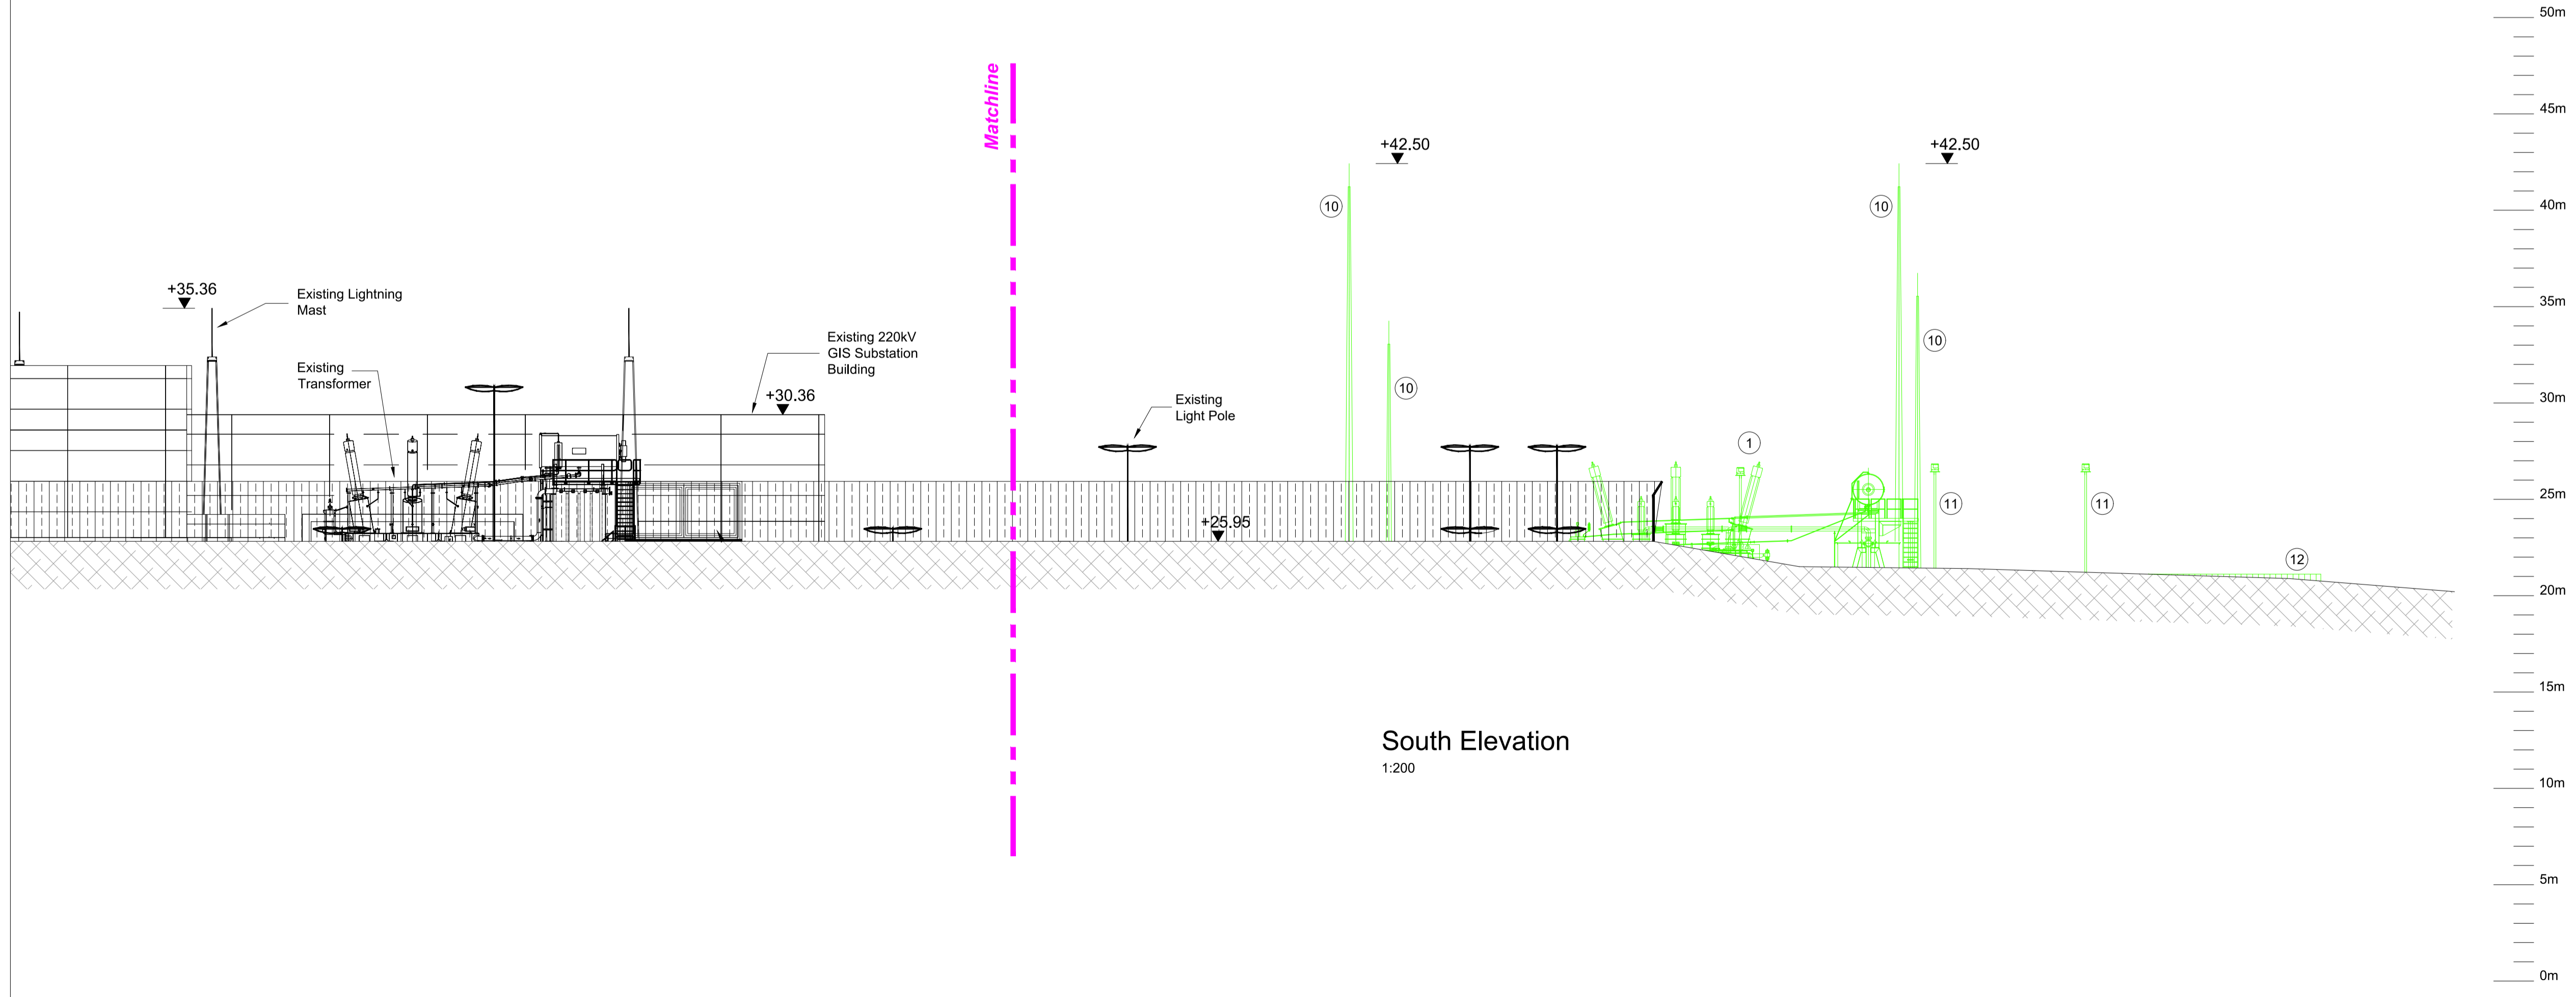 50m
45m
40m
35m
30m
25m
20m
15m
10m
5m
0m
Matchline
+42.50
+42.50
10
10
10
10
+35.36
Existing Lightning
Mast
Existing
Transformer
Existing 220kV
GIS Substation
Building
+30.36
Existing
Light Pole
1
11
11
12
+25.95
South Elevation
1:200